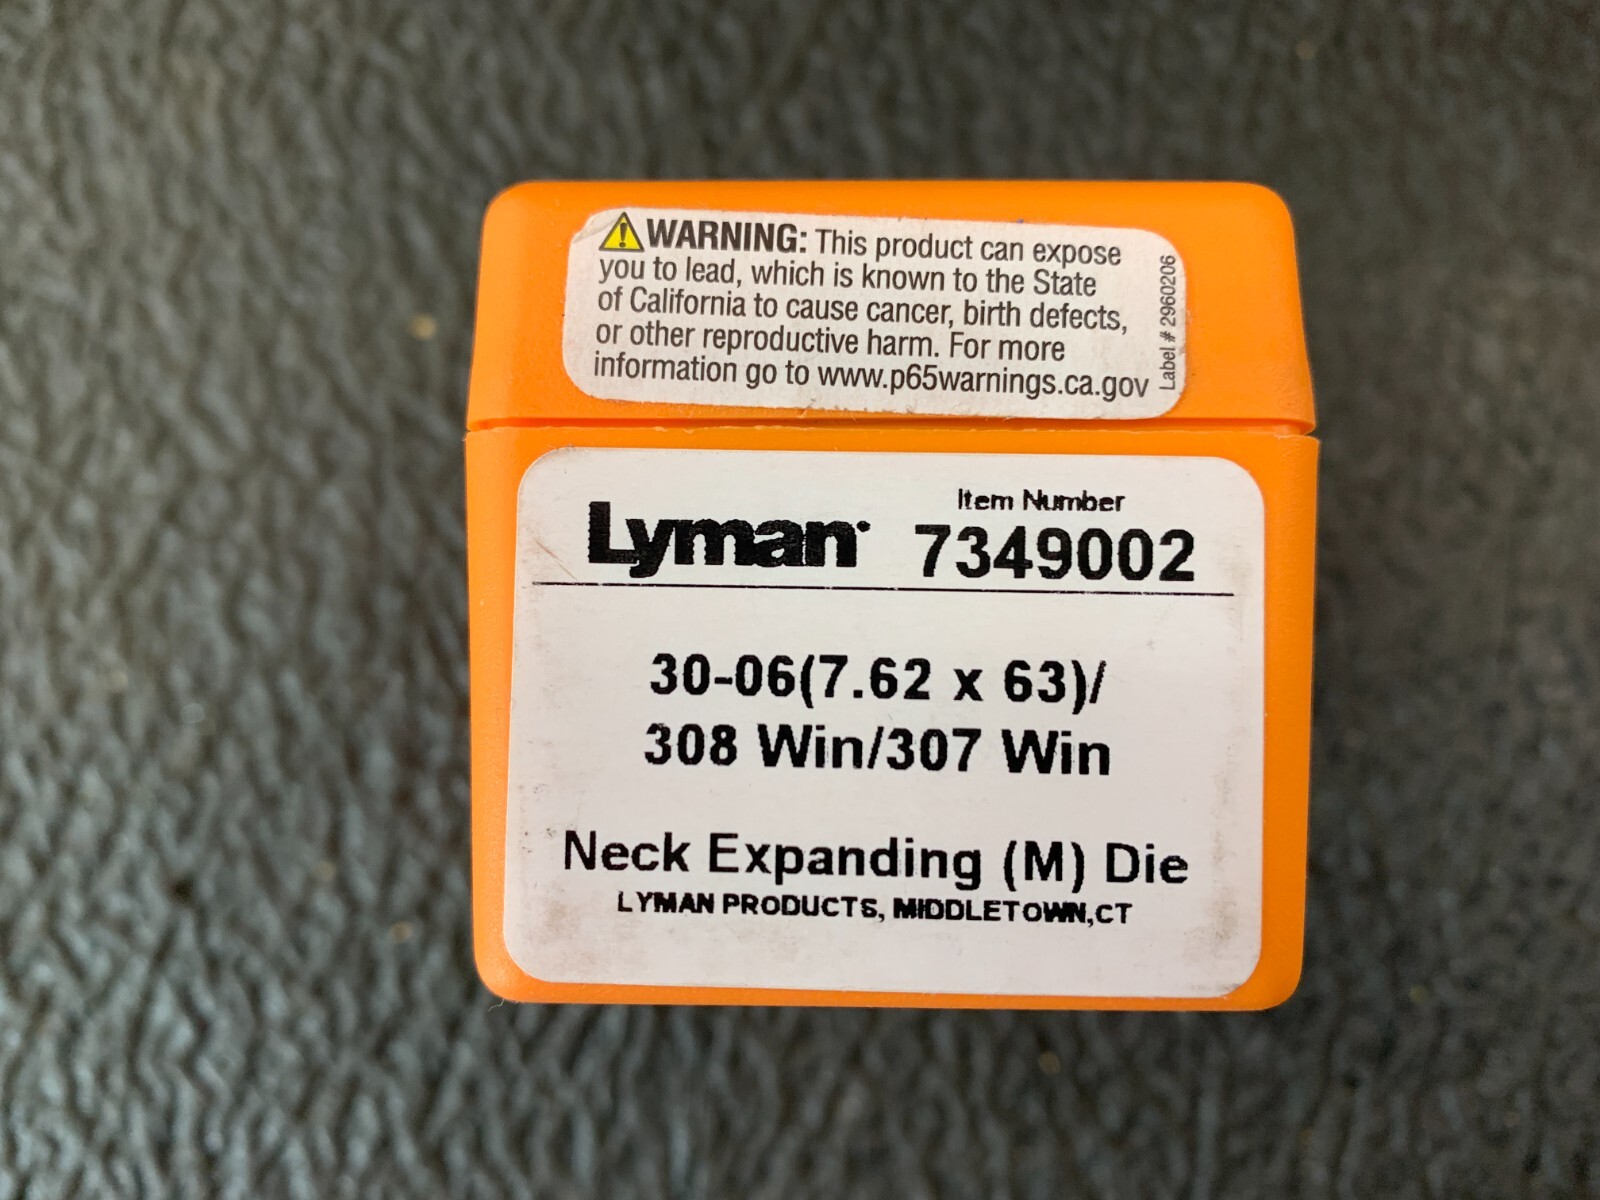 WARNING: This product can expose
you to lead, which is known to the State
of California to cause cancer, birth defects,
or other reproductive harm. For more
information go to www.p65warnings.ca.gov
Label # 2960206
Item Number
Lyman 7349002
30-06(7.62 x 63)/
308 Win/307 Win
Neck Expanding (M) Die
LYMAN PRODUCTS, MIDDLETOWN,CT